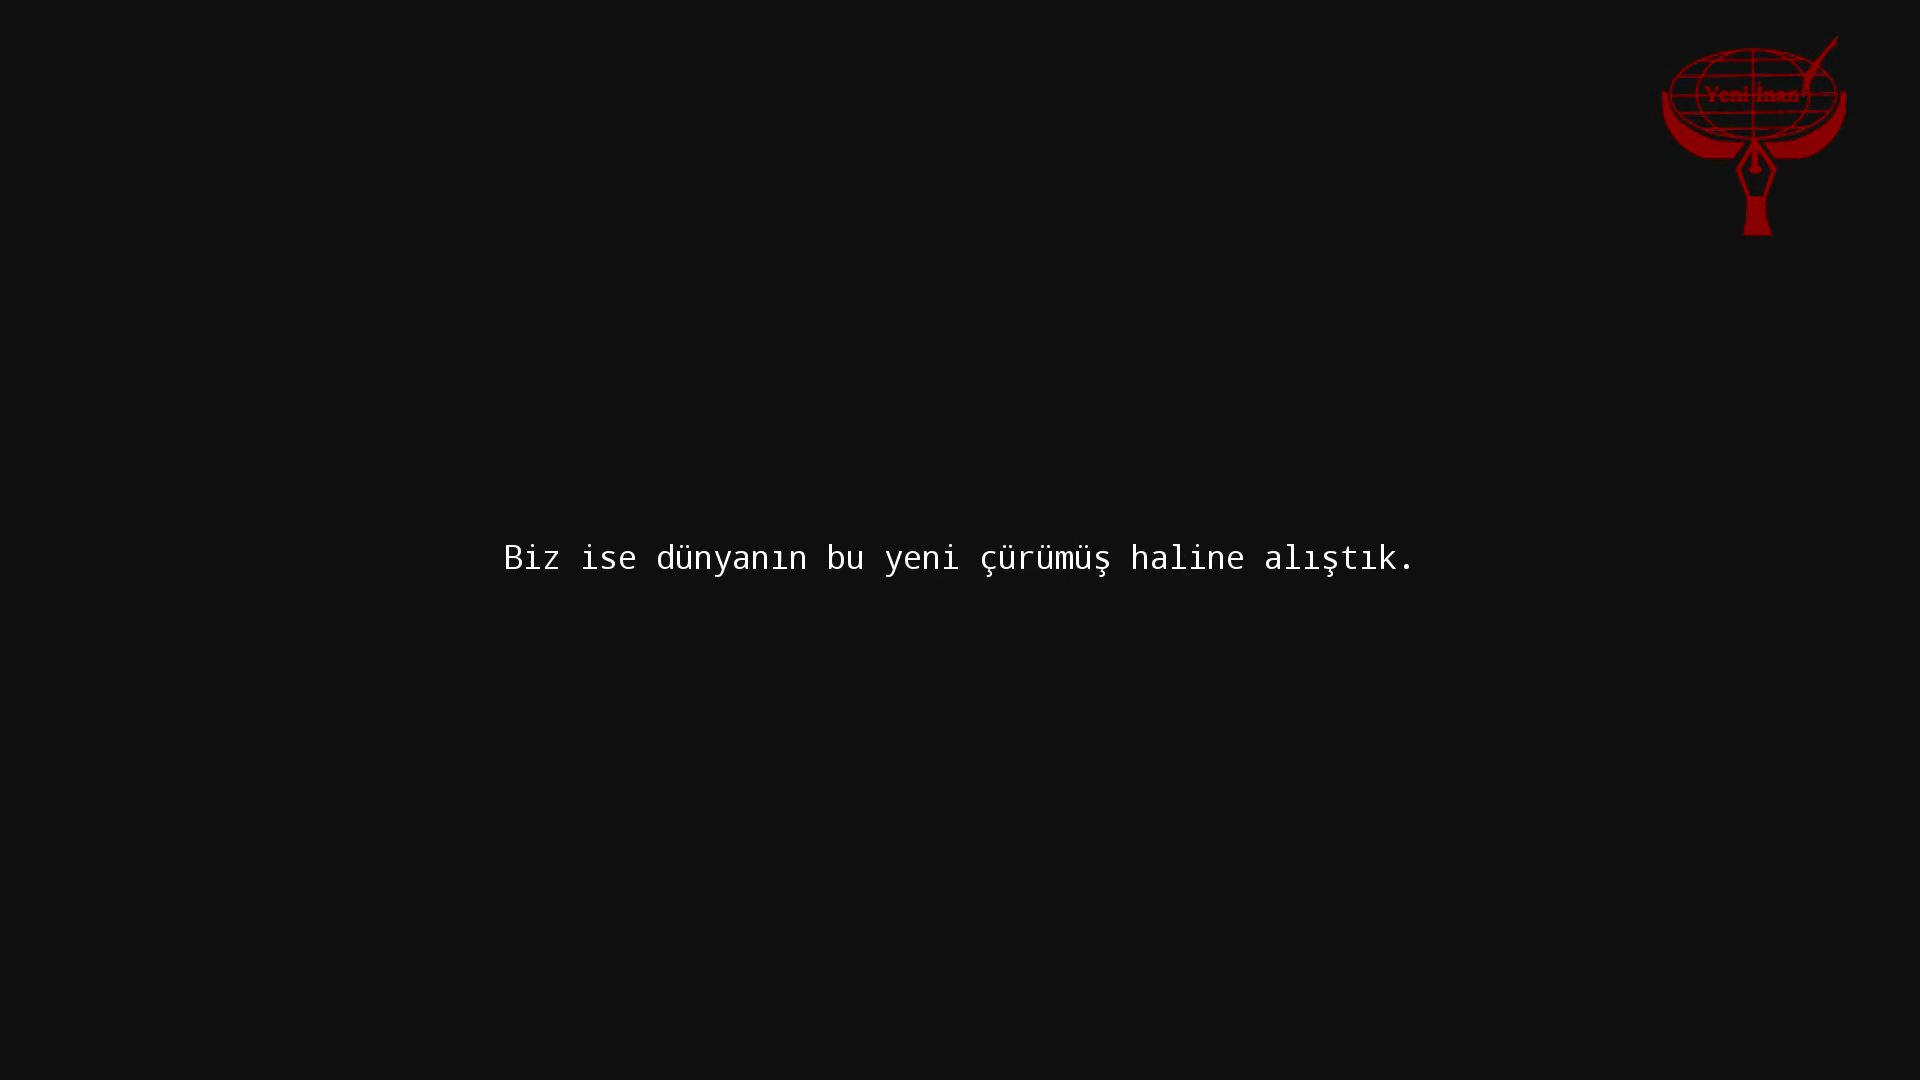 Yeni İnan
Biz ise dünyanın bu yeni çürümüş haline alıştık.